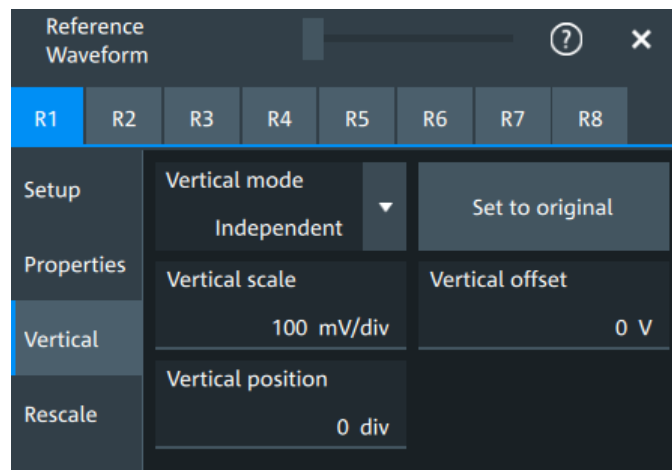 Reference
Waveform
?
R1 R2 R3 R4 R5 R6 R7 R8
Setup
Properties
Vertical
Rescale
Vertical mode
Independent
Set to original
Vertical scale
100 mV/div
Vertical offset
0 V
Vertical position
0 div